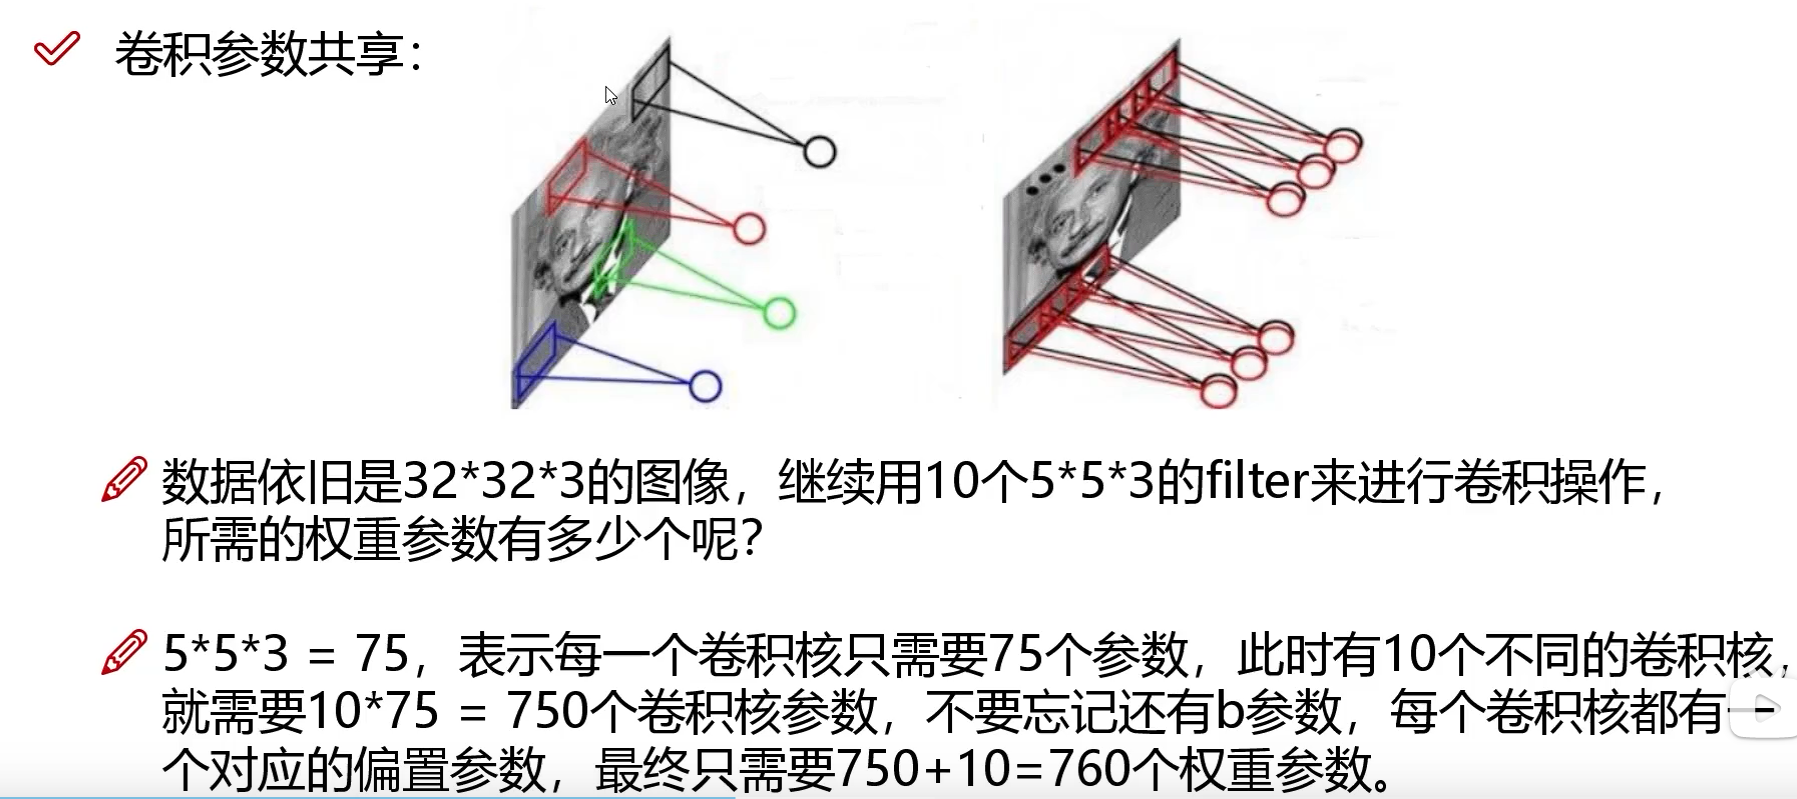 卷积参数共享：
数据依旧是32*32*3的图像，继续用10个5*5*3的filter来进行卷积操作，
所需的权重参数有多少个呢？
5*5*3 = 75，表示每一个卷积核只需要75个参数，此时有10个不同的卷积核，
就需要10*75 = 750个卷积核参数，不要忘记还有b参数，每个卷积核都有一
个对应的偏置参数，最终只需要750+10=760个权重参数。